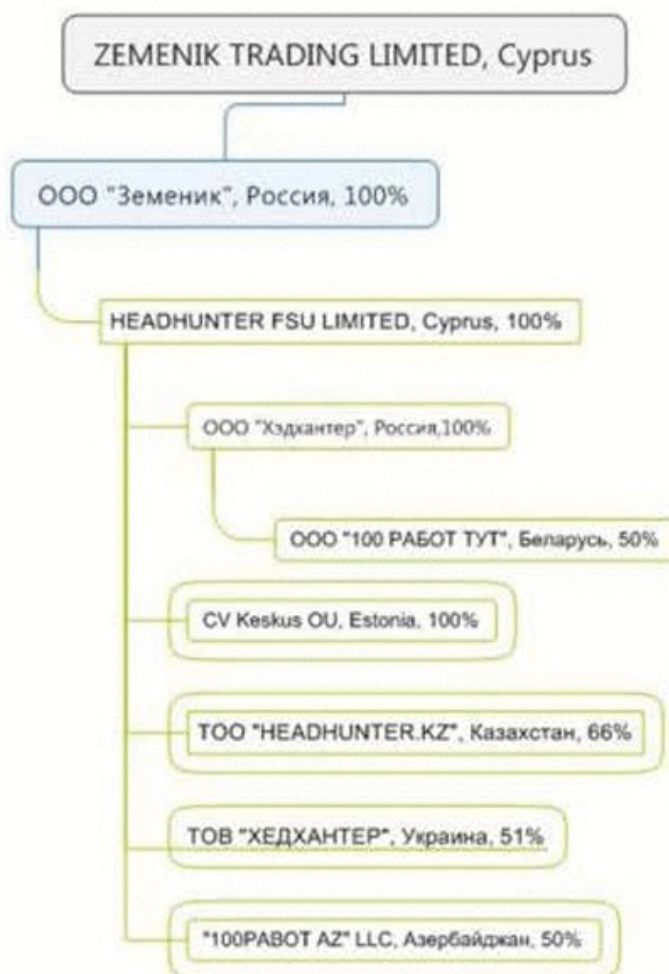 ZEMENIK TRADING LIMITED, Cyprus
ООО "Земеник", Россия, 100%
HEADHUNTER FSU LIMITED, Cyprus, 100%
ООО "Хэдхантер", Россия,100%
ООО "100 РАБОТ ТУТ", Беларусь, 50%
CV Keskus OU, Estonia, 100%
ТОО "HEADHUNTER.KZ", Казахстан, 66%
ТОВ "ХЕДХАНТЕР", Украина, 51%
"100РАБОТ AZ" LLC, Азербайджан, 50%